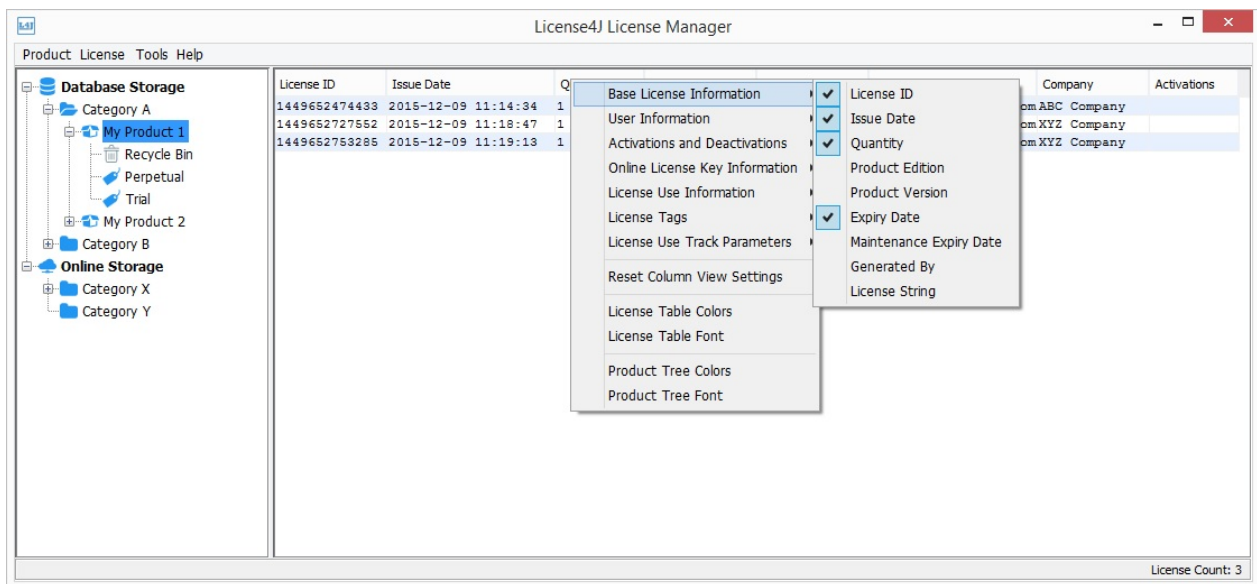 L4J
License4J License Manager
Product License Tools Help
Database Storage
Category A
My Product 1
Recycle Bin
Perpetual
Trial
My Product 2
Category B
Online Storage
Category X
Category Y
License ID Issue Date Q Company Activations
1449652474433 2015-12-09 11:14:34 1 om ABC Company
1449652727552 2015-12-09 11:18:47 1 om XYZ Company
1449652753285 2015-12-09 11:19:13 1 om XYZ Company
Base License Information
User Information
Activations and Deactivations
Online License Key Information
License Use Information
License Tags
License Use Track Parameters
Reset Column View Settings
License Table Colors
License Table Font
Product Tree Colors
Product Tree Font
License ID
Issue Date
Quantity
Product Edition
Product Version
Expiry Date
Maintenance Expiry Date
Generated By
License String
License Count: 3